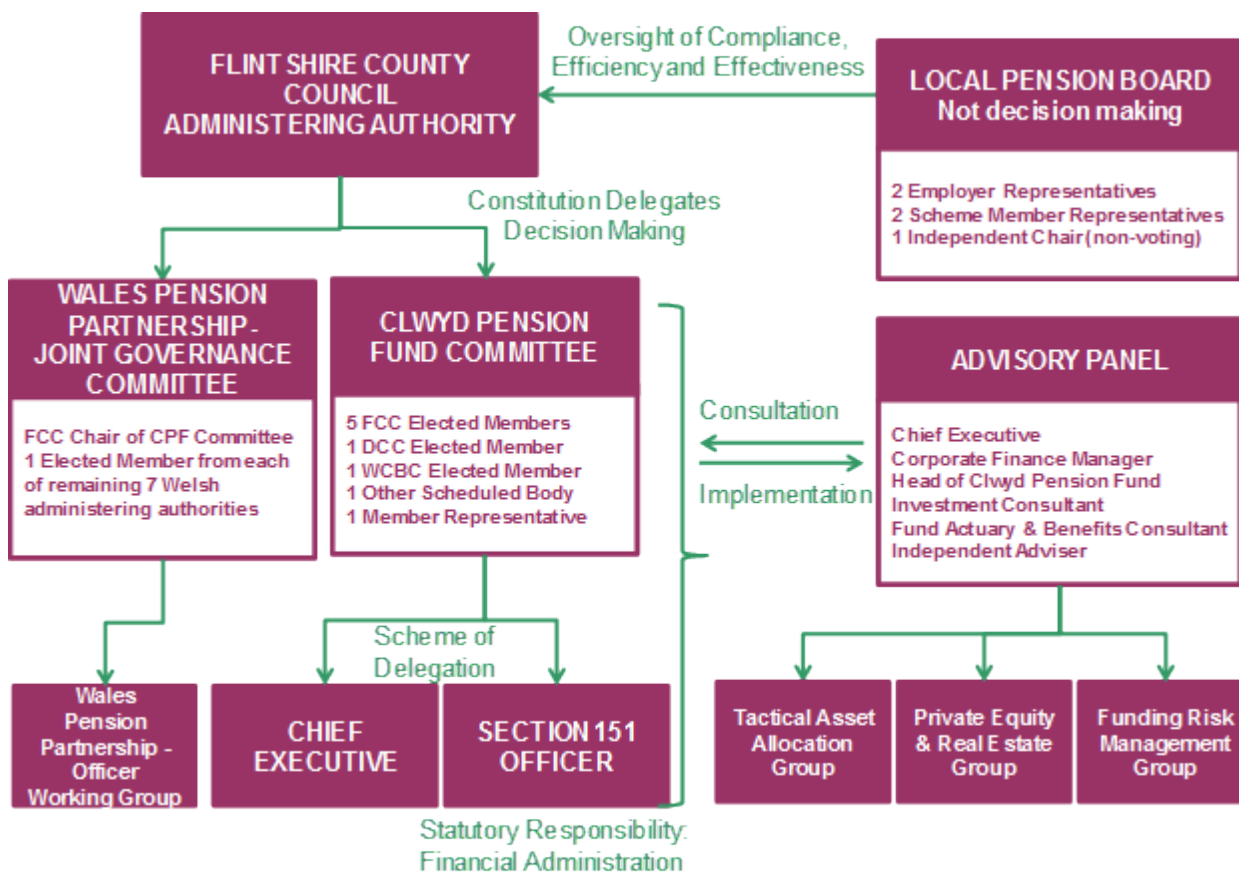 FLINT SHIRE COUNTY
COUNCIL
ADMINISTERING AUTHORITY
Oversight of Compliance,
Efficiency and Effectiveness
LOCAL PENSION BOARD
Not decision making
2 Employer Representatives
2 Scheme Member Representatives
1 Independent Chair (non-voting)
Constitution Delegates
Decision Making
WALES PENSION
PARTNERSHIP-
JOINT GOVERNANCE
COMMITTEE
FCC Chair of CPF Committee
1 Elected Member from each
of remaining 7 Welsh
administering authorities
CLWYD PENSION
FUND COMMITTEE
5 FCC Elected Members
1 DCC Elected Member
1 WCBC Elected Member
1 Other Scheduled Body
1 Member Representative
Consultation
Implementation
ADVISORY PANEL
Chief Executive
Corporate Finance Manager
Head of Clwyd Pension Fund
Investment Consultant
Fund Actuary & Benefits Consultant
Independent Adviser
Scheme of
Delegation
Wales
Pension
Partnership -
Officer
Working Group
CHIEF
EXECUTIVE
SECTION 151
OFFICER
Tactical Asset
Allocation
Group
Private Equity
& Real Estate
Group
Funding Risk
Management
Group
Statutory Responsibility:
Financial Administration